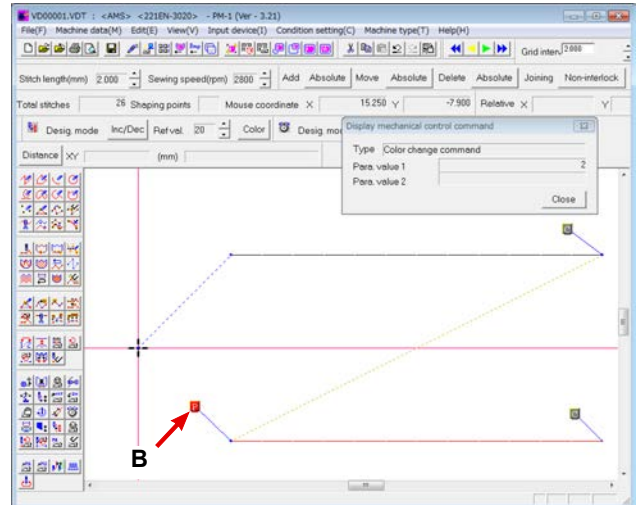 VD00001.VDT : <AMS> <221EN-3020> - PM-1 (Ver - 3.21)
File(F) Machine data(M) Edit(E) View(V) Input device(I) Condition setting(C) Machine type(T) Help(H)
Grid inten 2.000
Stitch length(mm) 2.000 Sewing speed(rpm) 2800 Add Absolute Move Absolute Delete Absolute Joining Non-interlock
Total stitches 26 Shaping points Mouse coordinate X 15.250 Y -7.900 Relative X Y
Desig. mode Inc/Dec Ref val. 20 Color Desig. mo
Display mechanical control command
Distance XY (mm)
Type Color change command
Para. value 1 2
Para. value 2
Close
B